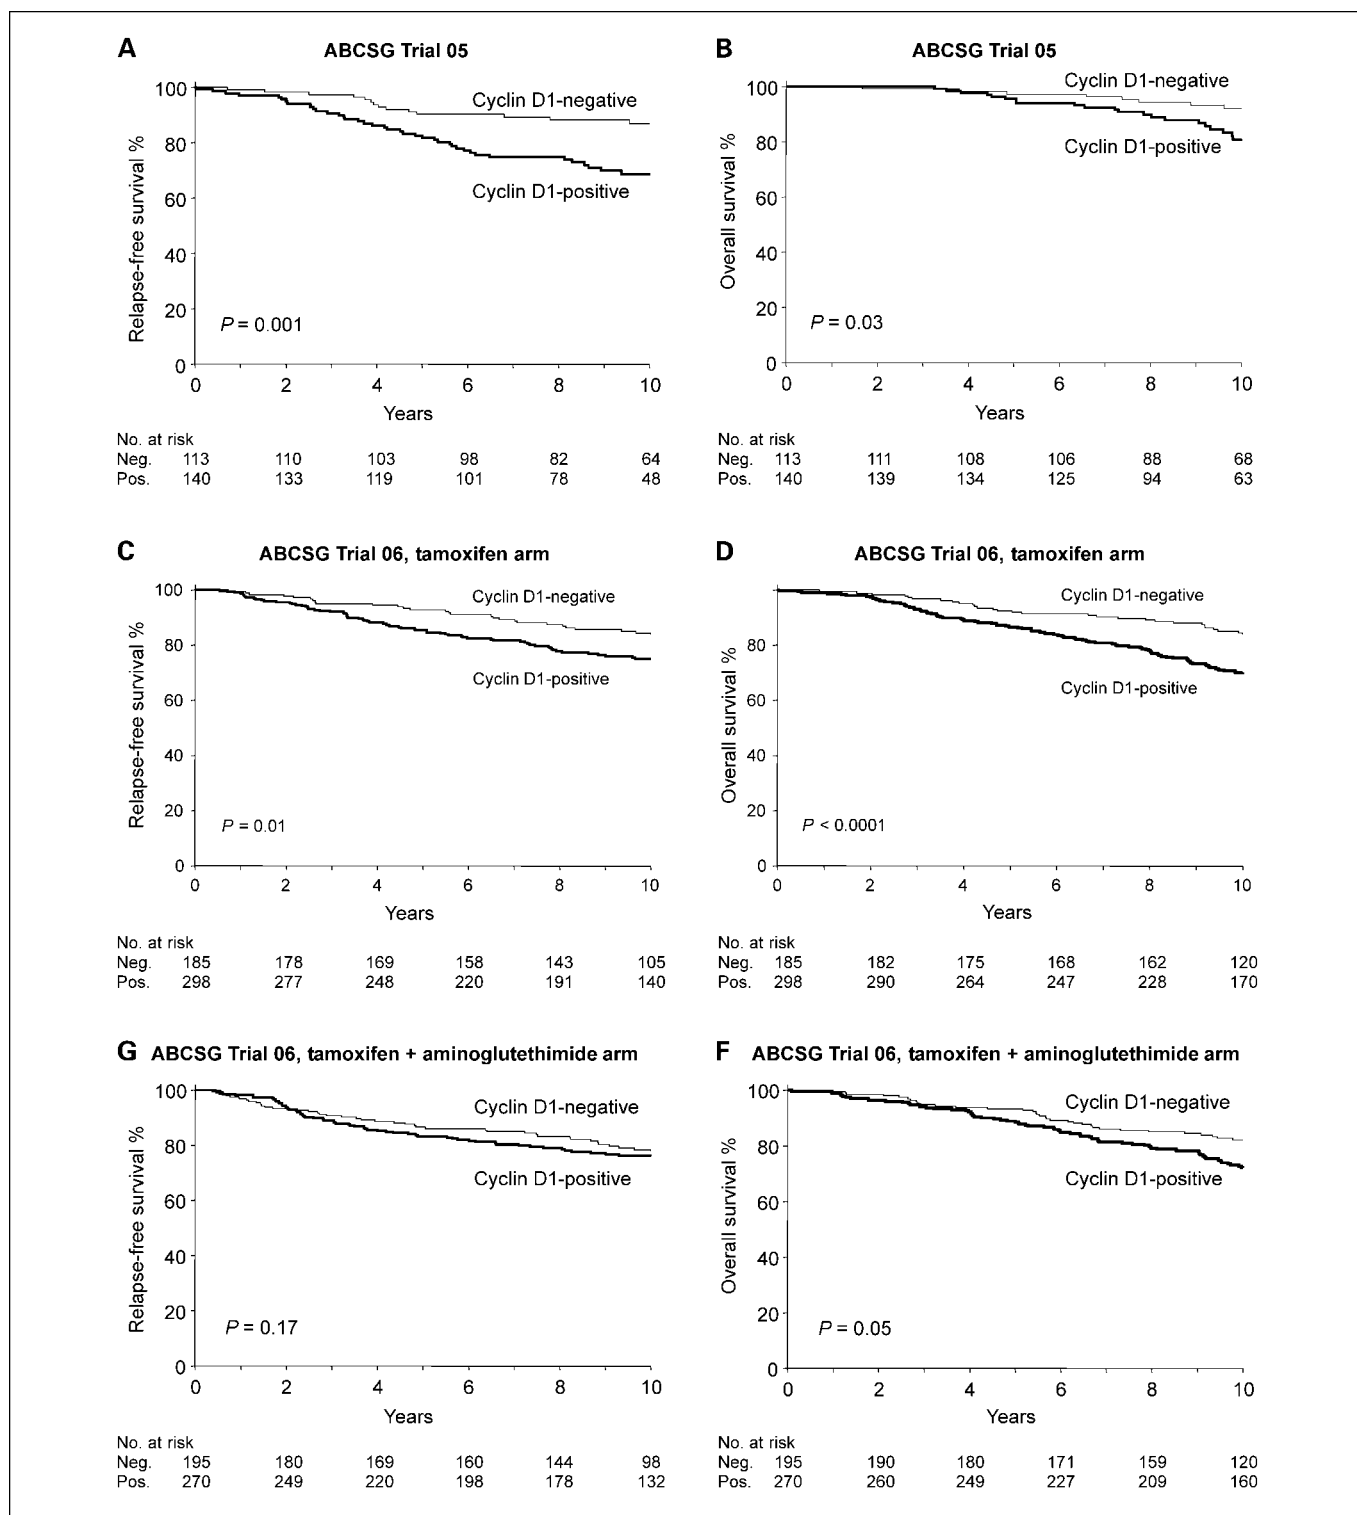 A ABCSG Trial 05
Relapse-free survival %
100
80
60
40
20
0
Cyclin D1-negative
Cyclin D1-positive
P = 0.001
0 2 4 6 8 10
Years
No. at risk
Neg. 113 110 103 98 82 64
Pos. 140 133 119 101 78 48
B ABCSG Trial 05
Overall survival %
100
80
60
40
20
0
Cyclin D1-negative
Cyclin D1-positive
P = 0.03
0 2 4 6 8 10
Years
No. at risk
Neg. 113 111 108 106 88 68
Pos. 140 139 134 125 94 63
C ABCSG Trial 06, tamoxifen arm
Relapse-free survival %
100
80
60
40
20
0
Cyclin D1-negative
Cyclin D1-positive
P = 0.01
0 2 4 6 8 10
Years
No. at risk
Neg. 185 178 169 158 143 105
Pos. 298 277 248 220 191 140
D ABCSG Trial 06, tamoxifen arm
Overall survival %
100
80
60
40
20
0
Cyclin D1-negative
Cyclin D1-positive
P < 0.0001
0 2 4 6 8 10
Years
No. at risk
Neg. 185 182 175 168 162 120
Pos. 298 290 264 247 228 170
G ABCSG Trial 06, tamoxifen + aminoglutethimide arm
Relapse-free survival %
100
80
60
40
20
0
Cyclin D1-negative
Cyclin D1-positive
P = 0.17
0 2 4 6 8 10
Years
No. at risk
Neg. 195 180 169 160 144 98
Pos. 270 249 220 198 178 132
F ABCSG Trial 06, tamoxifen + aminoglutethimide arm
Overall survival %
100
80
60
40
20
0
Cyclin D1-negative
Cyclin D1-positive
P = 0.05
0 2 4 6 8 10
Years
No. at risk
Neg. 195 190 180 171 159 120
Pos. 270 260 249 227 209 160